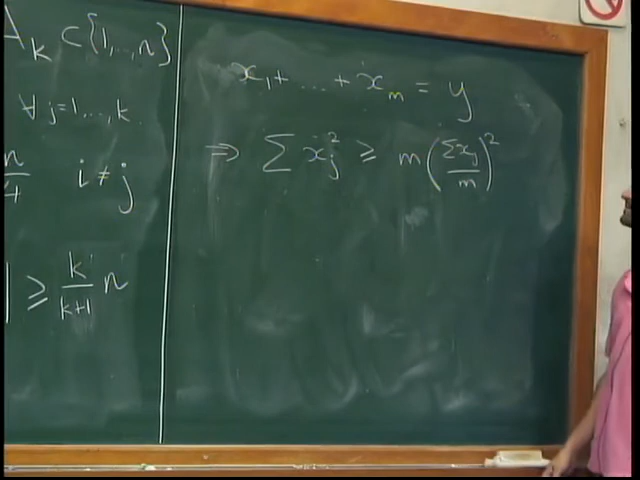 A_k ⊂ {1,...,n}
∀ j=1...,k
n/4 i ≠ j
| ≥ k/(k+1) n
x_1 + ... + x_m = y
⇒ Σ x_j^2 ≥ m(Σx_j/m)^2